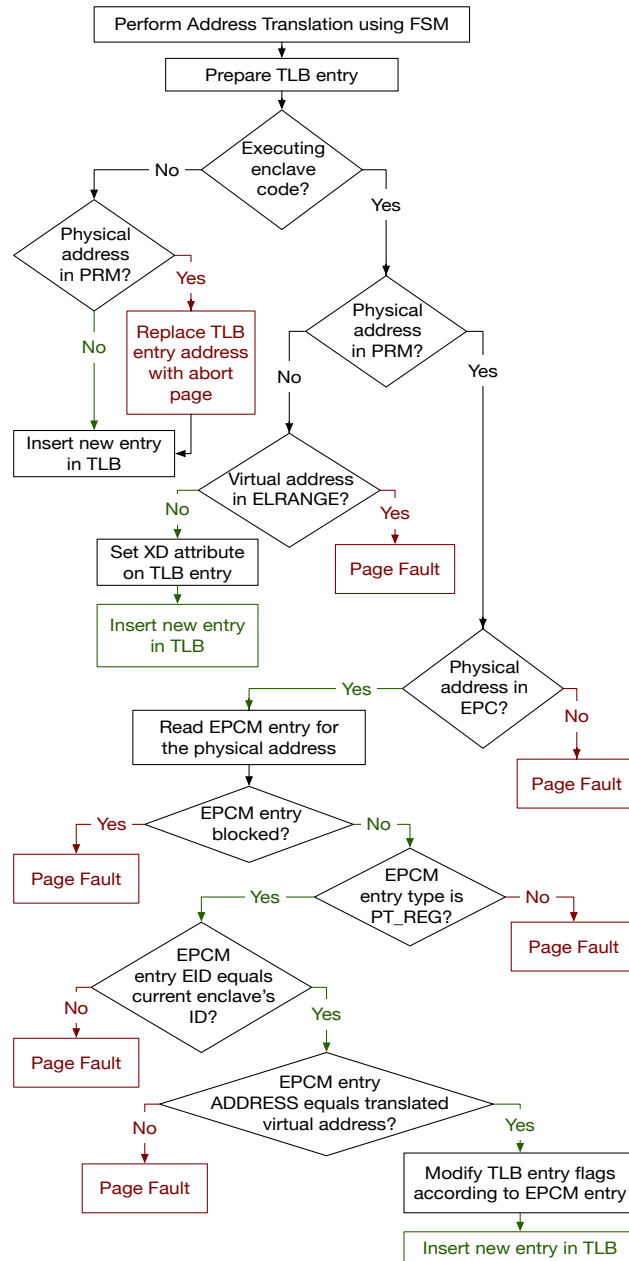 Perform Address Translation using FSM
Prepare TLB entry
Executing
enclave
code?
No
Yes
Physical
address
in PRM?
Yes
No
Replace TLB
entry address
with abort
page
Insert new entry
in TLB
Physical
address
in PRM?
No
Yes
Virtual address
in ELRANGE?
No
Yes
Set XD attribute
on TLB entry
Page Fault
Insert new entry
in TLB
Physical
address in
EPC?
Yes
No
Read EPCM entry for
the physical address
Page Fault
EPCM entry
blocked?
Yes
No
Page Fault
EPCM
entry type is
PT_REG?
Yes
No
Page Fault
EPCM
entry EID equals
current enclave's
ID?
No
Yes
Page Fault
EPCM entry
ADDRESS equals translated
virtual address?
No
Yes
Page Fault
Modify TLB entry flags
according to EPCM entry
Insert new entry in TLB